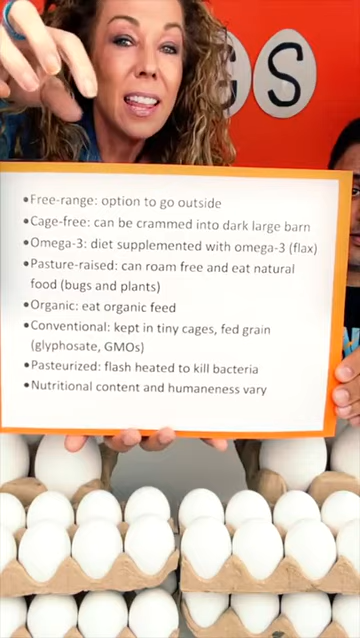 GS
•Free-range: option to go outside
•Cage-free: can be crammed into dark large barn
•Omega-3: diet supplemented with omega-3 (flax)
•Pasture-raised: can roam free and eat natural
food (bugs and plants)
•Organic: eat organic feed
•Conventional: kept in tiny cages, fed grain
(glyphosate, GMOs)
•Pasteurized: flash heated to kill bacteria
•Nutritional content and humaneness vary